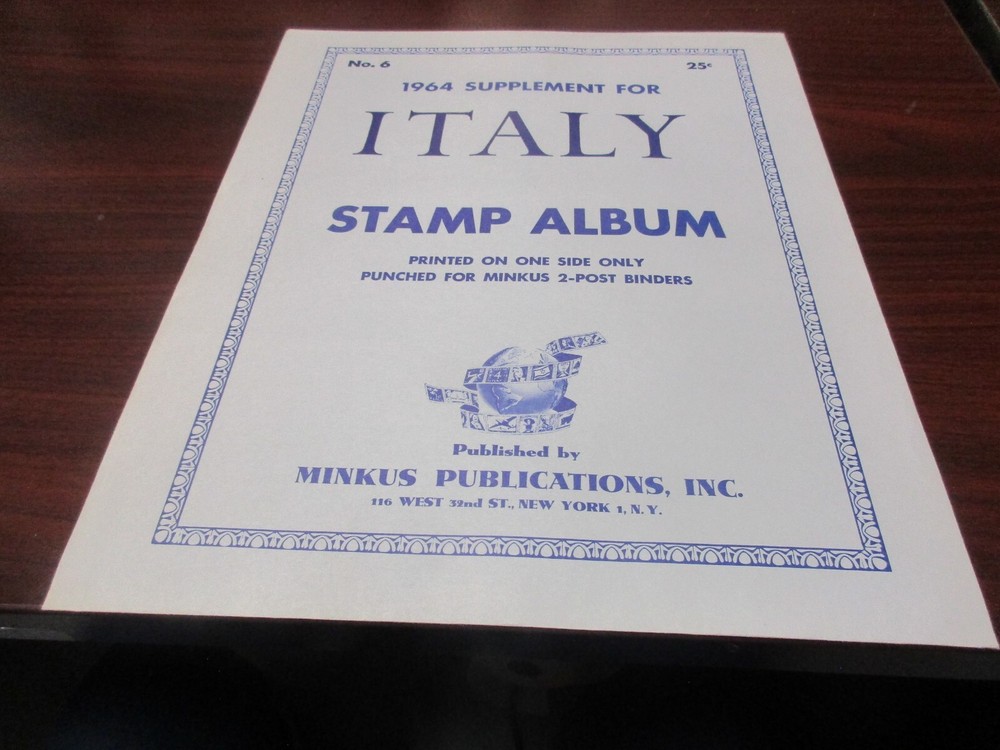 No. 6 25¢
1964 SUPPLEMENT FOR
ITALY
STAMP ALBUM
PRINTED ON ONE SIDE ONLY
PUNCHED FOR MINKUS 2-POST BINDERS
Published by
MINKUS PUBLICATIONS, INC.
116 WEST 32nd ST., NEW YORK 1, N. Y.